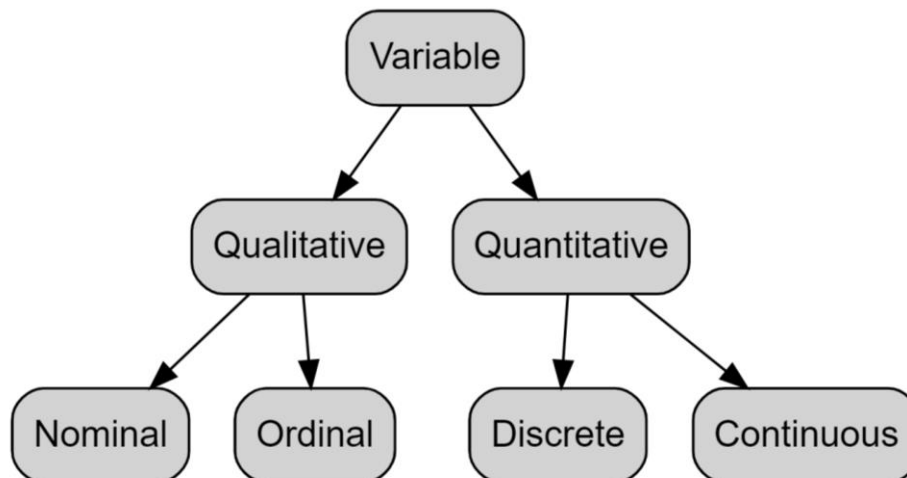 Variable
Qualitative
Quantitative
Nominal
Ordinal
Discrete
Continuous